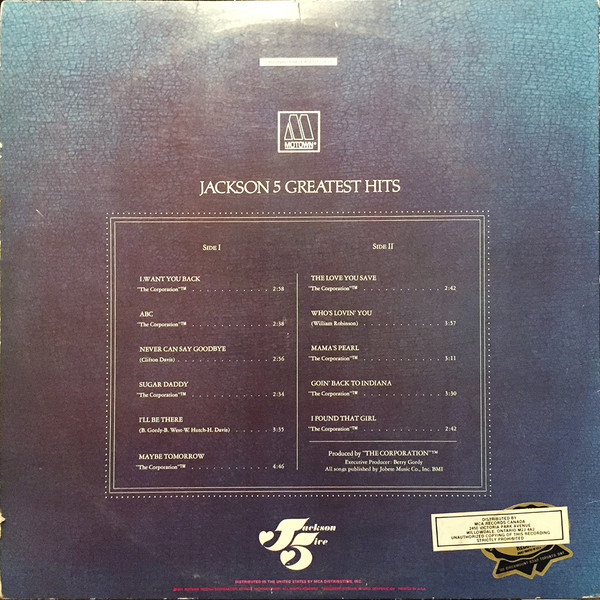 MOTOWN®
JACKSON 5 GREATEST HITS
SIDE I
I WANT YOU BACK
"The Corporation"™ . . . . . . . . . . . . 2:58
ABC
"The Corporation"™ . . . . . . . . . . . . 2:38
NEVER CAN SAY GOODBYE
(Clifton Davis) . . . . . . . . . . . . . . 2:56
SUGAR DADDY
"The Corporation"™ . . . . . . . . . . . . 2:34
I'LL BE THERE
(B. Gordy-B. West-W. Hutch-H. Davis) . . . . . 3:35
MAYBE TOMORROW
"The Corporation"™ . . . . . . . . . . . . 4:46
SIDE II
THE LOVE YOU SAVE
"The Corporation"™ . . . . . . . . . . . . 2:42
WHO'S LOVIN' YOU
(William Robinson) . . . . . . . . . . . . 3:57
MAMA'S PEARL
"The Corporation"™ . . . . . . . . . . . . 3:11
GOIN' BACK TO INDIANA
"The Corporation"™ . . . . . . . . . . . . 3:30
I FOUND THAT GIRL
"The Corporation"™ . . . . . . . . . . . . 2:42
Produced by "THE CORPORATION"™
Executive Producer: Berry Gordy
All songs published by Jobete Music Co., Inc. BMI
Jackson
5ive
DISTRIBUTED BY
MCA RECORDS CANADA
2450 VICTORIA PARK AVENUE
WILLOWDALE, ONTARIO M2J 4A2
UNAUTHORIZED COPYING OF THIS RECORDING
STRICTLY PROHIBITED
DISTRIBUTED IN THE UNITED STATES BY MCA DISTRIBUTING, INC.